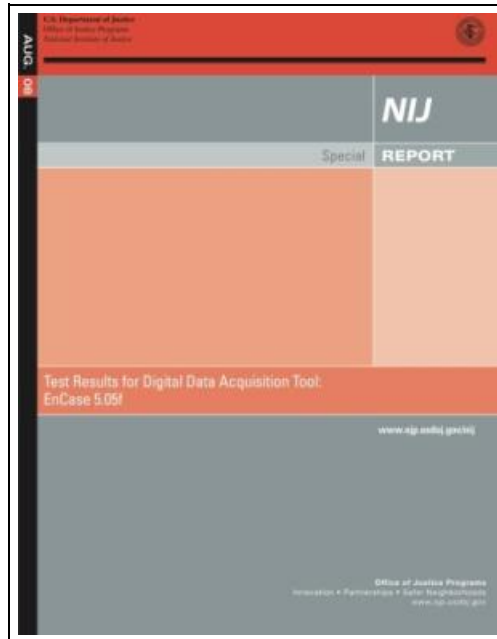 U.S. Department of Justice
Office of Justice Programs
National Institute of Justice
AUG. 08
NIJ
Special REPORT
Test Results for Digital Data Acquisition Tool:
EnCase 5.05f
www.ojp.usdoj.gov/nij
Office of Justice Programs
Innovation • Partnerships • Safer Neighborhoods
www.ojp.usdoj.gov